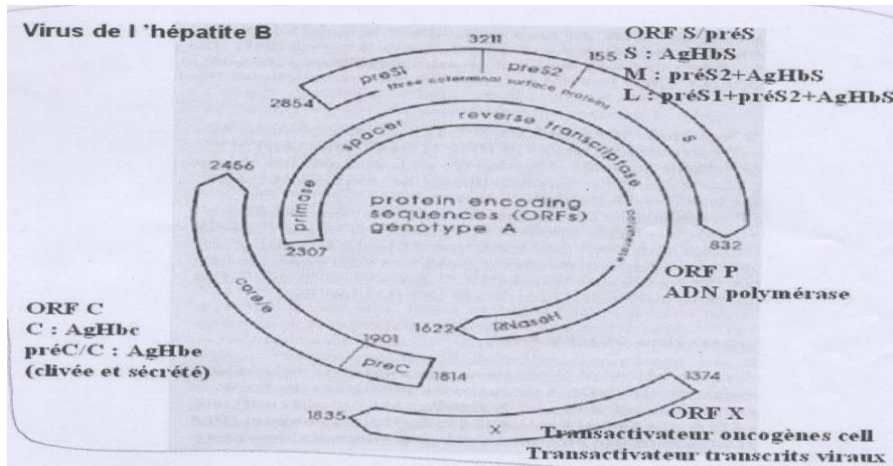 Virus de l 'hépatite B
3211
ORF S/préS
155
S : AgHbS
M : préS2+AgHbS
L : préS1+préS2+AgHbS
preS1
preS2
three coterminal surface proteins
2854
S
spacer
reverse transcriptase
2456
primase
protein encoding
sequences (ORFs)
genotype A
polymerase
2307
832
ORF P
ADN polymérase
core/e
ORF C
C : AgHbc
préC/C : AgHbe
(clivée et sécrété)
1622
RNaseH
1901
preC
1814
1374
1835
X
ORF X
Transactivateur oncogènes cell
Transactivateur transcrits viraux